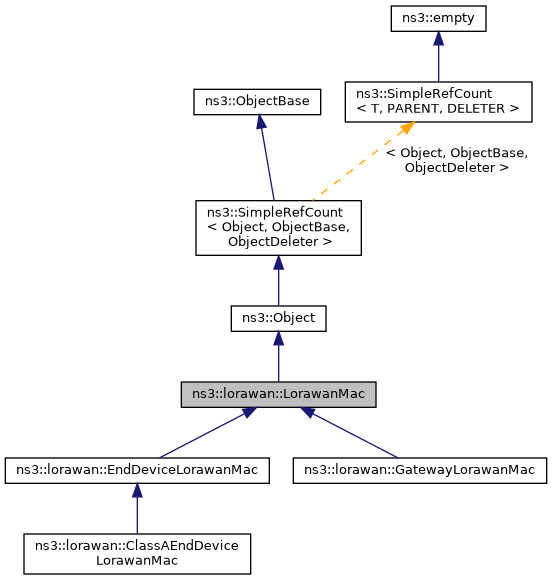 ns3::empty
ns3::SimpleRefCount
< T, PARENT, DELETER >
ns3::ObjectBase
< Object, ObjectBase,
ObjectDeleter >
ns3::SimpleRefCount
< Object, ObjectBase,
ObjectDeleter >
ns3::Object
ns3::lorawan::LorawanMac
ns3::lorawan::EndDeviceLorawanMac
ns3::lorawan::GatewayLorawanMac
ns3::lorawan::ClassAEndDevice
LorawanMac